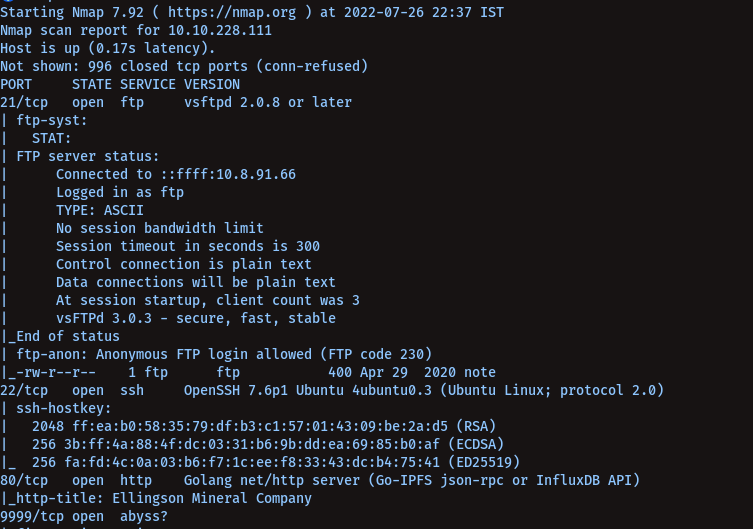 Starting Nmap 7.92 ( https://nmap.org ) at 2022-07-26 22:37 IST
Nmap scan report for 10.10.228.111
Host is up (0.17s latency).
Not shown: 996 closed tcp ports (conn-refused)
PORT     STATE SERVICE VERSION
21/tcp   open  ftp     vsftpd 2.0.8 or later
| ftp-syst:
|   STAT:
| FTP server status:
|      Connected to ::ffff:10.8.91.66
|      Logged in as ftp
|      TYPE: ASCII
|      No session bandwidth limit
|      Session timeout in seconds is 300
|      Control connection is plain text
|      Data connections will be plain text
|      At session startup, client count was 3
|      vsFTPd 3.0.3 - secure, fast, stable
|_End of status
| ftp-anon: Anonymous FTP login allowed (FTP code 230)
|_-rw-r--r--    1 ftp      ftp           400 Apr 29  2020 note
22/tcp   open  ssh     OpenSSH 7.6p1 Ubuntu 4ubuntu0.3 (Ubuntu Linux; protocol 2.0)
| ssh-hostkey:
|   2048 ff:ea:b0:58:35:79:df:b3:c1:57:01:43:09:be:2a:d5 (RSA)
|   256 3b:ff:4a:88:4f:dc:03:31:b6:9b:dd:ea:69:85:b0:af (ECDSA)
|_  256 fa:fd:4c:0a:03:b6:f7:1c:ee:f8:33:43:dc:b4:75:41 (ED25519)
80/tcp   open  http    Golang net/http server (Go-IPFS json-rpc or InfluxDB API)
|_http-title: Ellingson Mineral Company
9999/tcp open  abyss?